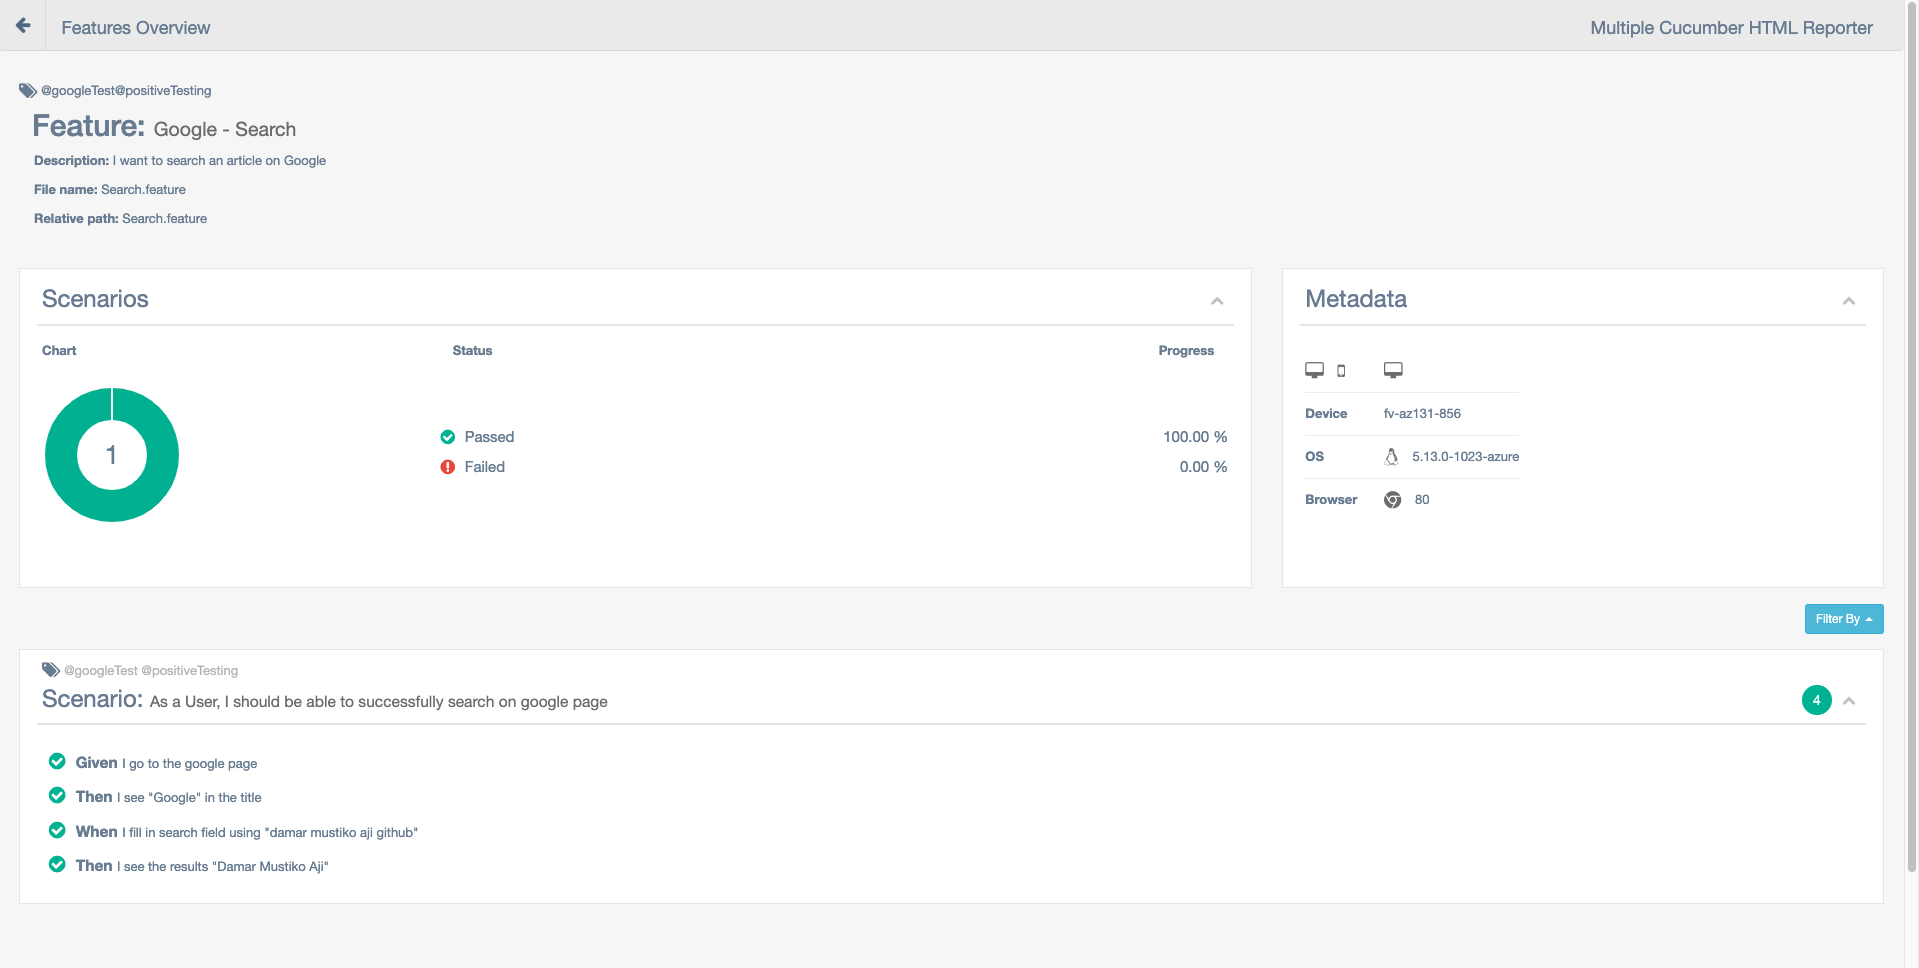 Features Overview
Multiple Cucumber HTML Reporter
@googleTest@positiveTesting
Feature: Google - Search
Description: I want to search an article on Google
File name: Search.feature
Relative path: Search.feature
Scenarios
Chart Status Progress
1
Passed 100.00 %
Failed 0.00 %
Metadata
Device fv-az131-856
OS 5.13.0-1023-azure
Browser 80
Filter By
@googleTest @positiveTesting
Scenario: As a User, I should be able to successfully search on google page
4
Given I go to the google page
Then I see "Google" in the title
When I fill in search field using "damar mustiko aji github"
Then I see the results "Damar Mustiko Aji"